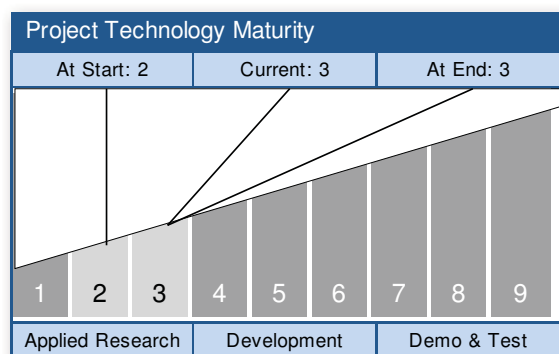 Project Technology Maturity
At Start: 2 Current: 3 At End: 3
1 2 3 4 5 6 7 8 9
Applied Research Development Demo & Test